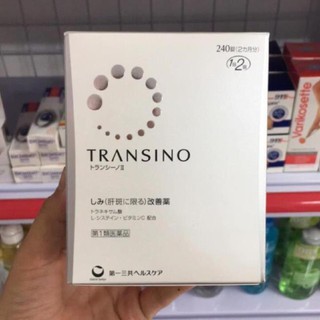 240錠(2カ月分)
1日2回
TRANSINO
トランシーノⅡ
しみ(肝斑に限る)改善薬
トラネキサム酸
L-システイン・ビタミンC 配合
第1類医薬品
第一三共ヘルスケア
Varikosette